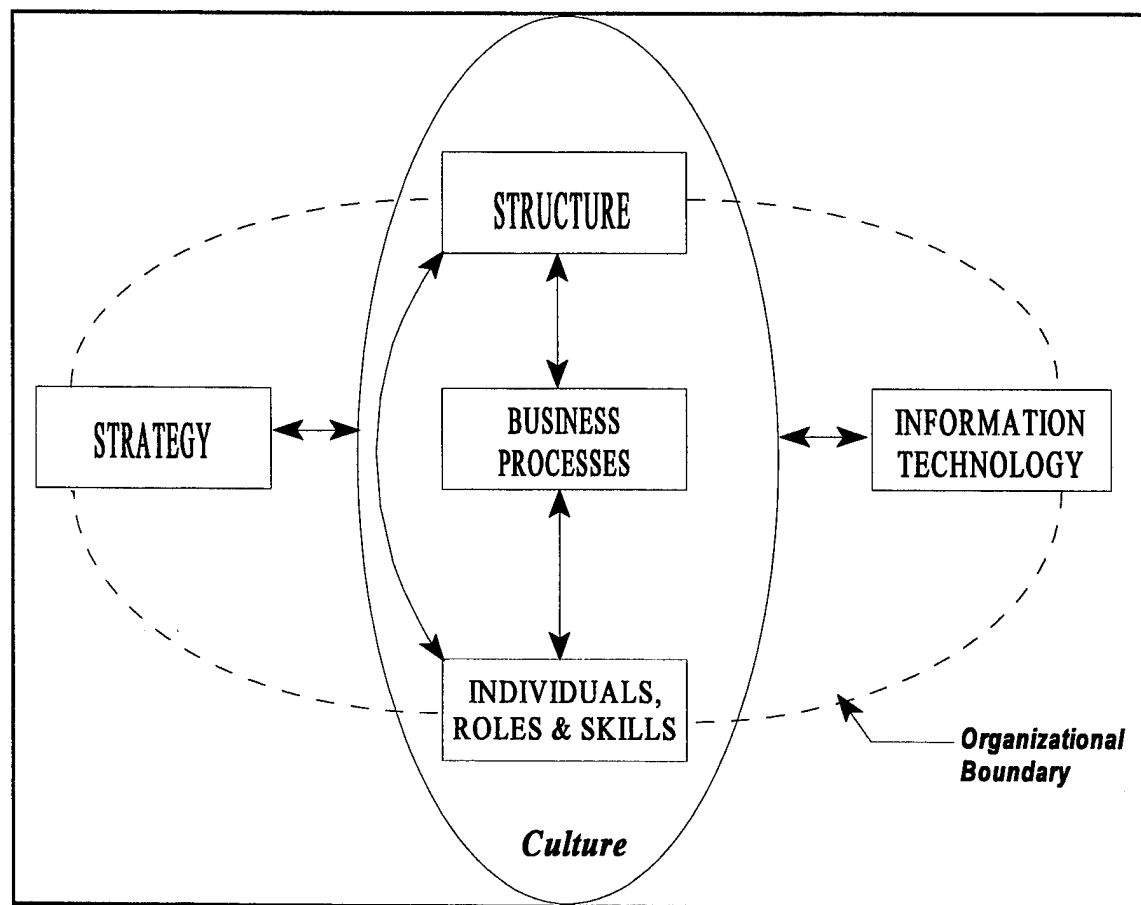 STRUCTURE
STRATEGY
BUSINESS
PROCESSES
INFORMATION
TECHNOLOGY
INDIVIDUALS,
ROLES & SKILLS
Organizational
Boundary
Culture